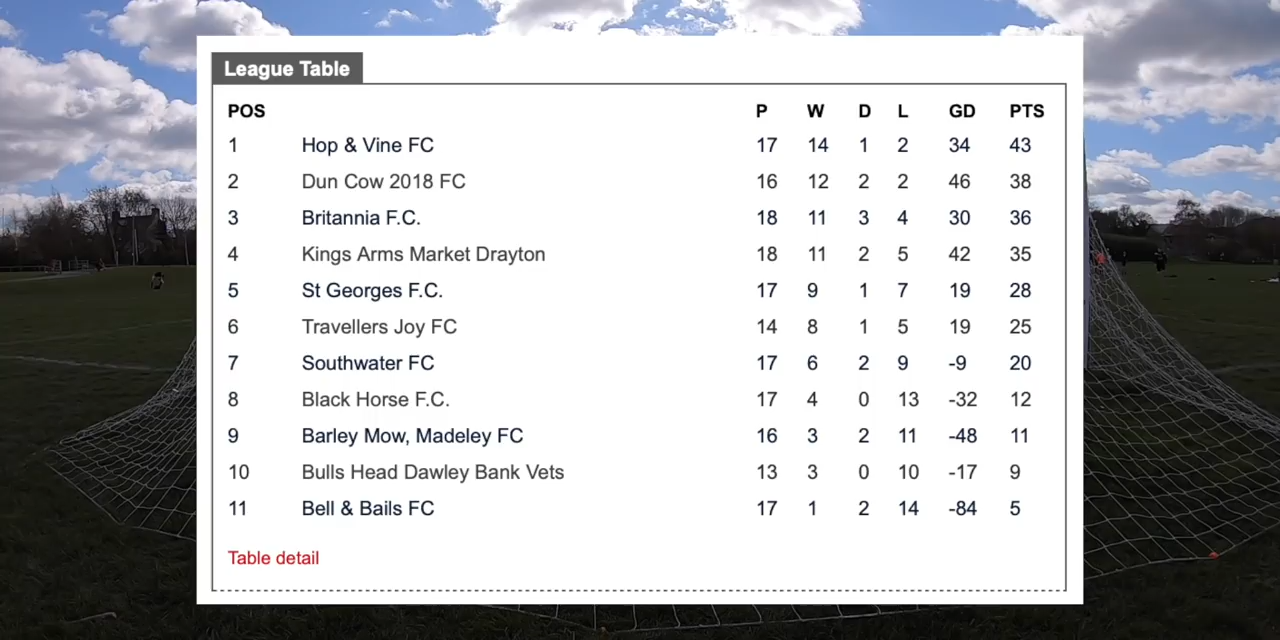 League Table
POS P W D L GD PTS
1 Hop & Vine FC 17 14 1 2 34 43
2 Dun Cow 2018 FC 16 12 2 2 46 38
3 Britannia F.C. 18 11 3 4 30 36
4 Kings Arms Market Drayton 18 11 2 5 42 35
5 St Georges F.C. 17 9 1 7 19 28
6 Travellers Joy FC 14 8 1 5 19 25
7 Southwater FC 17 6 2 9 -9 20
8 Black Horse F.C. 17 4 0 13 -32 12
9 Barley Mow, Madeley FC 16 3 2 11 -48 11
10 Bulls Head Dawley Bank Vets 13 3 0 10 -17 9
11 Bell & Bails FC 17 1 2 14 -84 5
Table detail